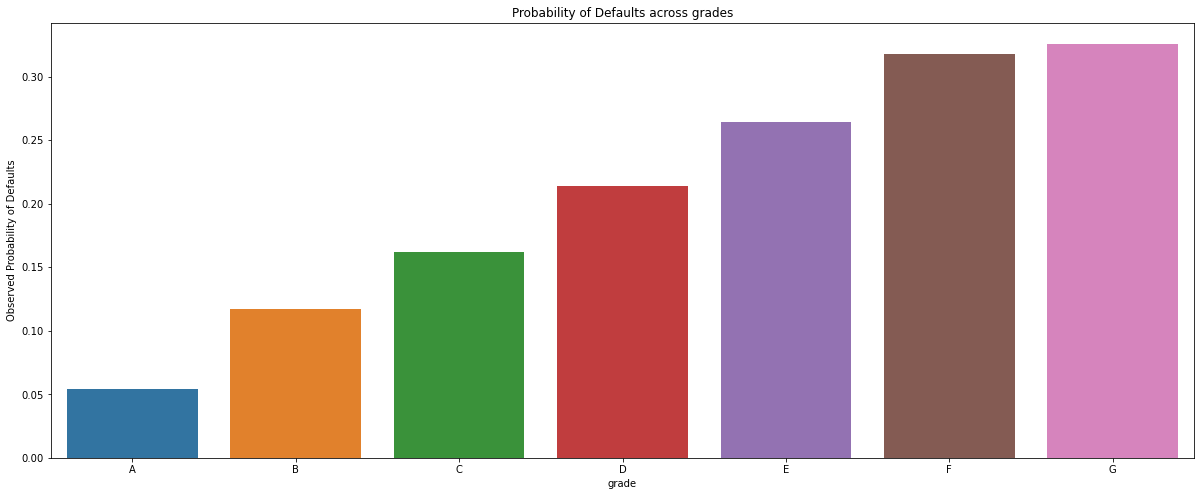 Probability of Defaults across grades
Observed Probability of Defaults
0.30
0.25
0.20
0.15
0.10
0.05
0.00
A B C D E F G
grade